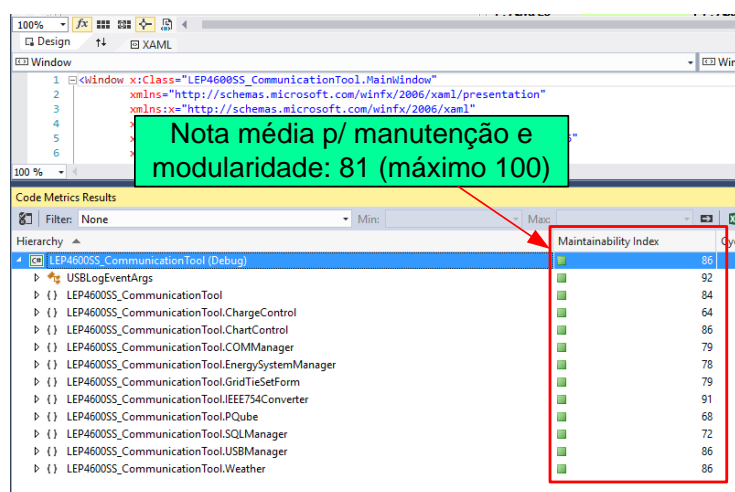 100%
Design
XAML
Window
Win
1 <Window x:Class="LEP4600SS_CommunicationTool.MainWindow"
2 xmlns="http://schemas.microsoft.com/winfx/2006/xaml/presentation"
3 xmlns:x="http://schemas.microsoft.com/winfx/2006/xaml"
4
5
6
Nota média p/ manutenção e
modularidade: 81 (máximo 100)
100 %
Code Metrics Results
Filter: None Min: Max:
Hierarchy Maintainability Index Cyc
LEP4600SS_CommunicationTool (Debug) 86
USBLogEventArgs 92
{ } LEP4600SS_CommunicationTool 84
{ } LEP4600SS_CommunicationTool.ChargeControl 64
{ } LEP4600SS_CommunicationTool.ChartControl 86
{ } LEP4600SS_CommunicationTool.COMManager 79
{ } LEP4600SS_CommunicationTool.EnergySystemManager 78
{ } LEP4600SS_CommunicationTool.GridTieSetForm 79
{ } LEP4600SS_CommunicationTool.IEEE754Converter 91
{ } LEP4600SS_CommunicationTool.PQube 68
{ } LEP4600SS_CommunicationTool.SQLManager 72
{ } LEP4600SS_CommunicationTool.USBManager 86
{ } LEP4600SS_CommunicationTool.Weather 86